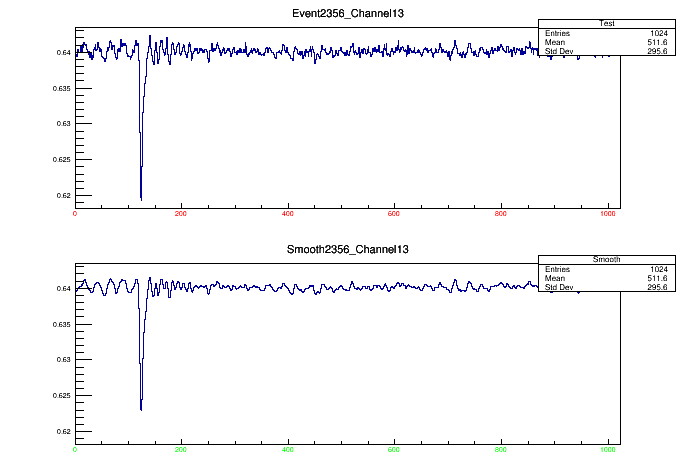 Event2356_Channel13
Test
Entries 1024
Mean 511.6
Std Dev 295.6
0.64
0.635
0.63
0.625
0.62
0 200 400 600 800 1000
Smooth2356_Channel13
Smooth
Entries 1024
Mean 511.6
Std Dev 295.6
0.64
0.635
0.63
0.625
0.62
0 200 400 600 800 1000